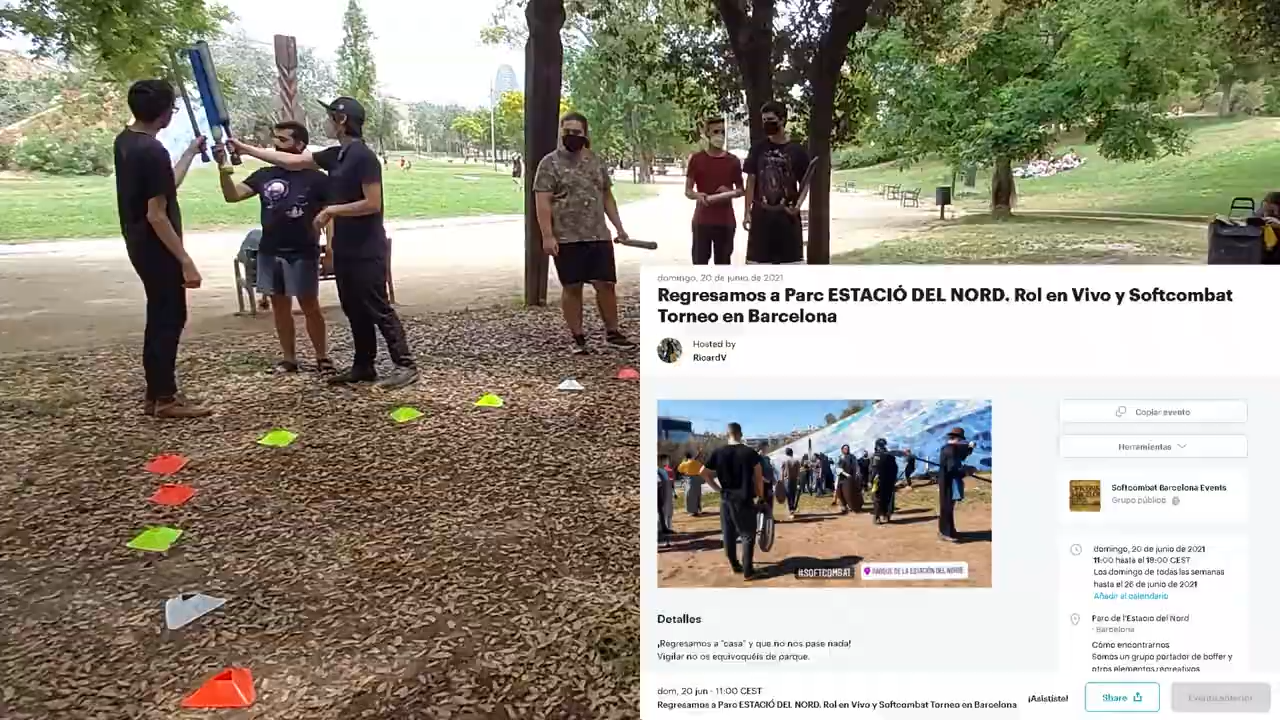 domingo, 20 de junio de 2021
Regresamos a Parc ESTACIÓ DEL NORD. Rol en Vivo y Softcombat
Torneo en Barcelona
Hosted by
RicardV
#SOFTCOMBAT
PARQUE DE LA ESTACIÓN DEL NORTE
Copiar evento
Herramientas
Softcombat Barcelona Events
Grupo público
domingo, 20 de junio de 2021
11:00 hasta el 18:00 CEST
Los domingo de todas las semanas
hasta el 26 de junio de 2021
Añadir al calendario
Parc de l'Estació del Nord
· Barcelona
Cómo encontrarnos
Somos un grupo portador de boffer y
otros elementos recreativos
Detalles
¡Regresamos a "casa" y que no nos pase nada!
Vigilar no os equivoquéis de parque.
dom, 20 jun · 11:00 CEST
Regresamos a Parc ESTACIÓ DEL NORD. Rol en Vivo y Softcombat Torneo en Barcelona
¡Asististe!
Share
Evento anterior